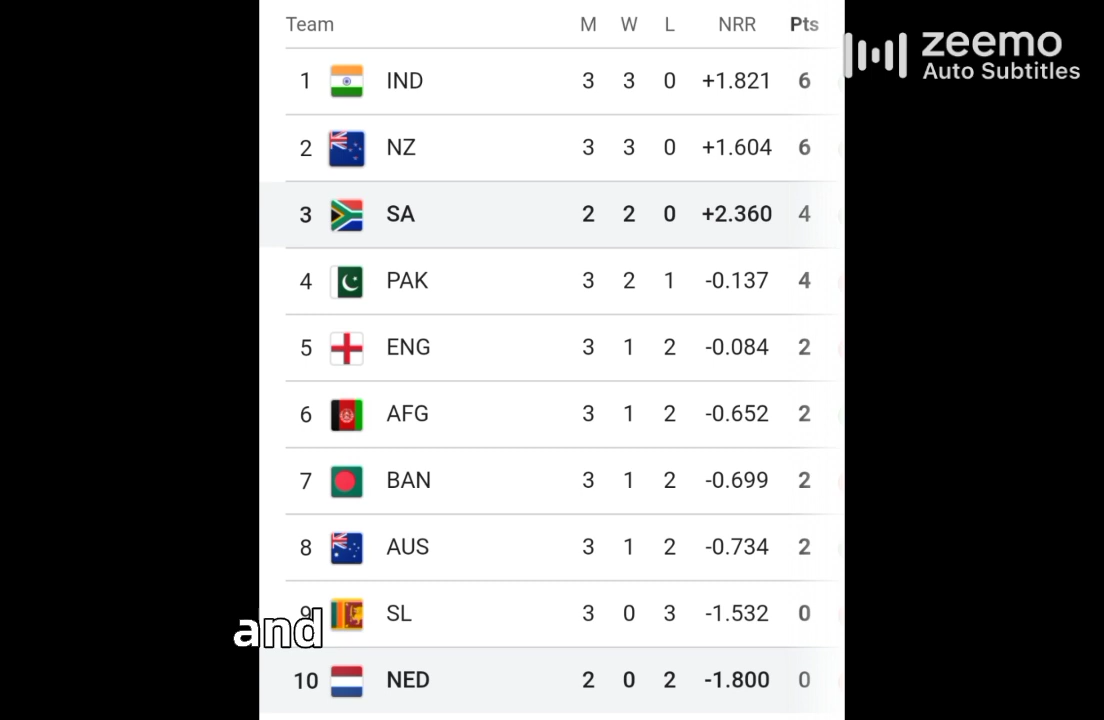 Team M W L NRR Pts
1 IND 3 3 0 +1.821 6
2 NZ 3 3 0 +1.604 6
3 SA 2 2 0 +2.360 4
4 PAK 3 2 1 -0.137 4
5 ENG 3 1 2 -0.084 2
6 AFG 3 1 2 -0.652 2
7 BAN 3 1 2 -0.699 2
8 AUS 3 1 2 -0.734 2
9 SL 3 0 3 -1.532 0
10 NED 2 0 2 -1.800 0
and
zeemo
Auto Subtitles